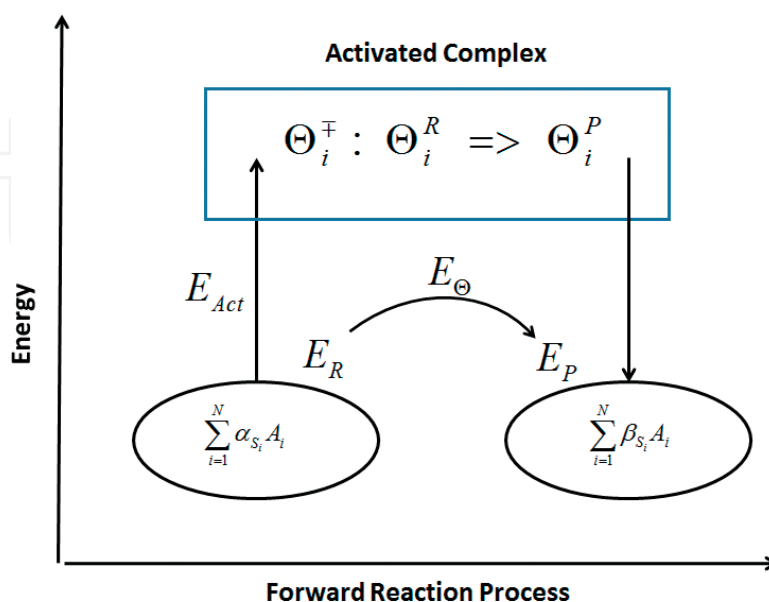 Activated Complex
Θ_i^∓ : Θ_i^R => Θ_i^P
E_Act
E_Θ
E_R
E_P
∑_{i=1}^{N} α_{S_i} A_i
∑_{i=1}^{N} β_{S_i} A_i
Energy
Forward Reaction Process